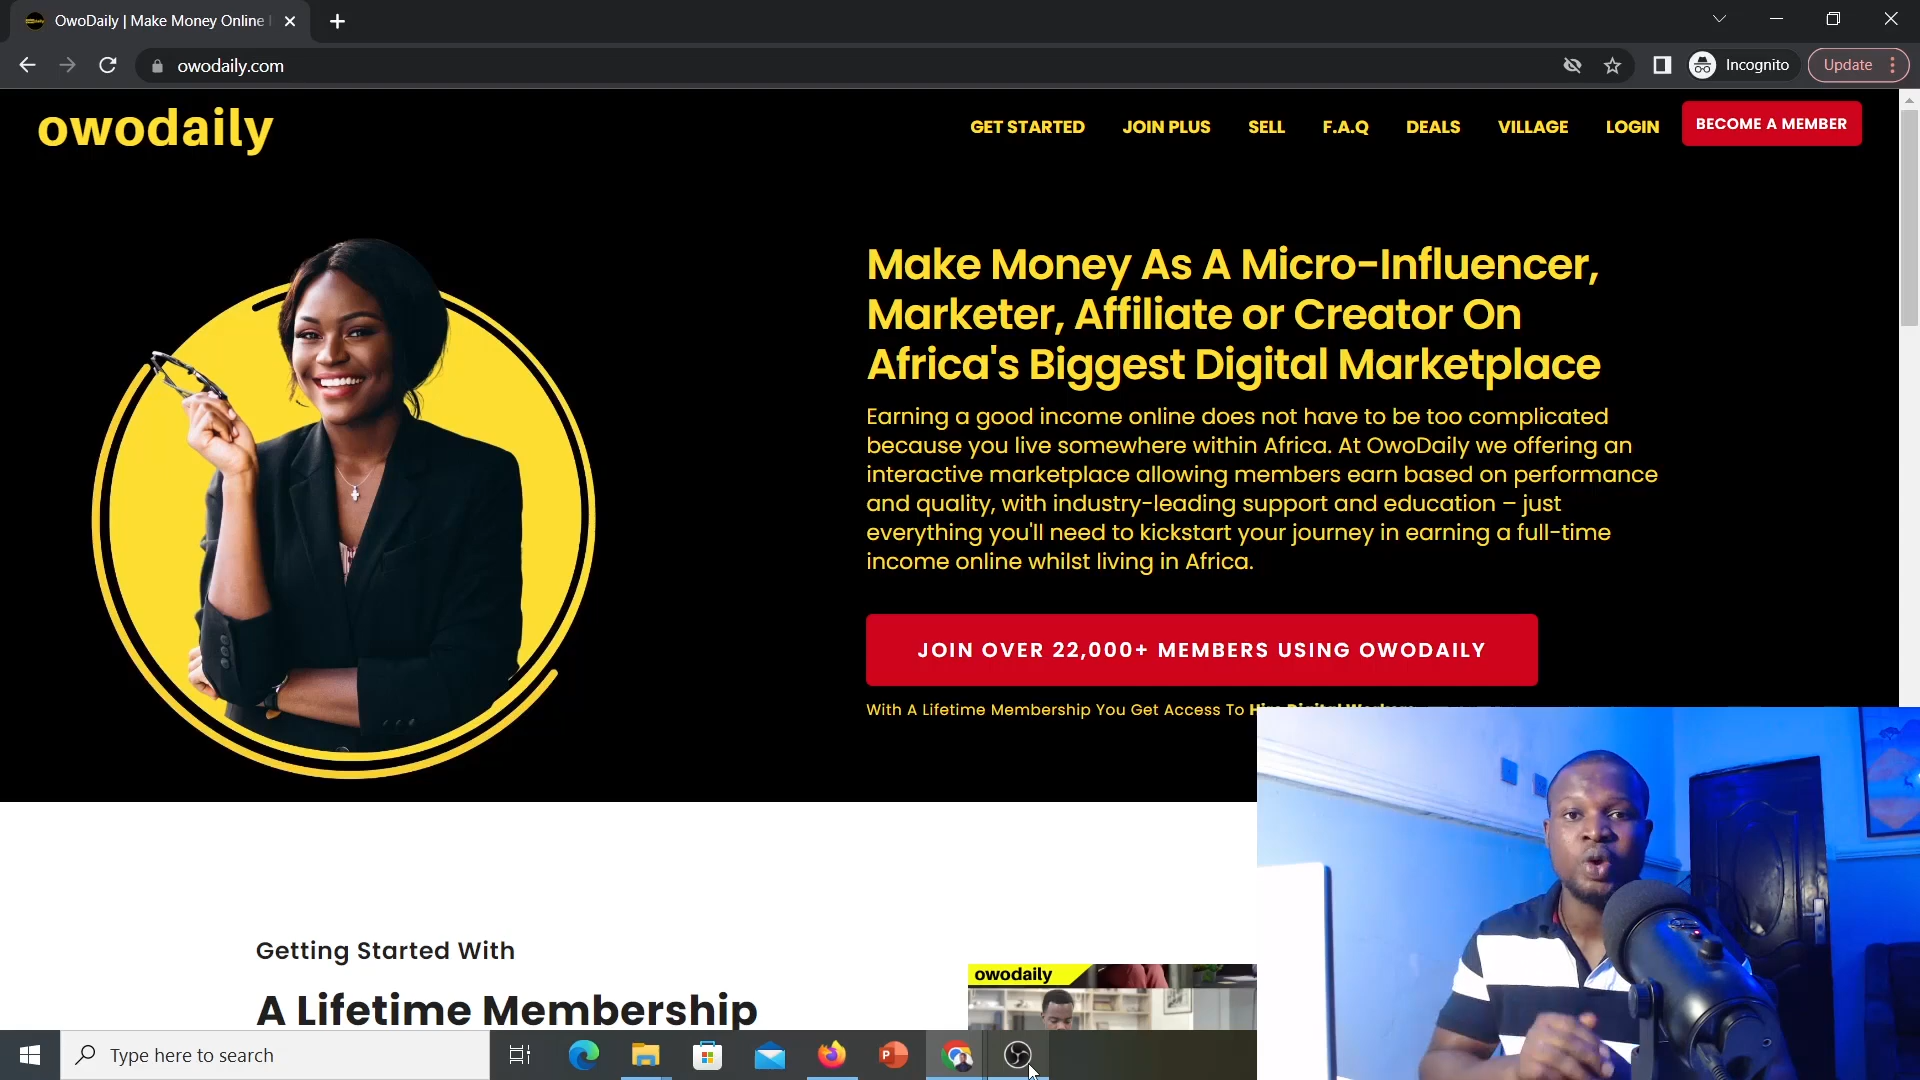 OwoDaily | Make Money Online
owodaily.com
Incognito
Update
owodaily
GET STARTED
JOIN PLUS
SELL
F.A.Q
DEALS
VILLAGE
LOGIN
BECOME A MEMBER
Make Money As A Micro-Influencer,
Marketer, Affiliate or Creator On
Africa's Biggest Digital Marketplace
Earning a good income online does not have to be too complicated
because you live somewhere within Africa. At OwoDaily we offering an
interactive marketplace allowing members earn based on performance
and quality, with industry-leading support and education – just
everything you'll need to kickstart your journey in earning a full-time
income online whilst living in Africa.
JOIN OVER 22,000+ MEMBERS USING OWODAILY
With A Lifetime Membership You Get Access To
Getting Started With
A Lifetime Membership
owodaily
Type here to search